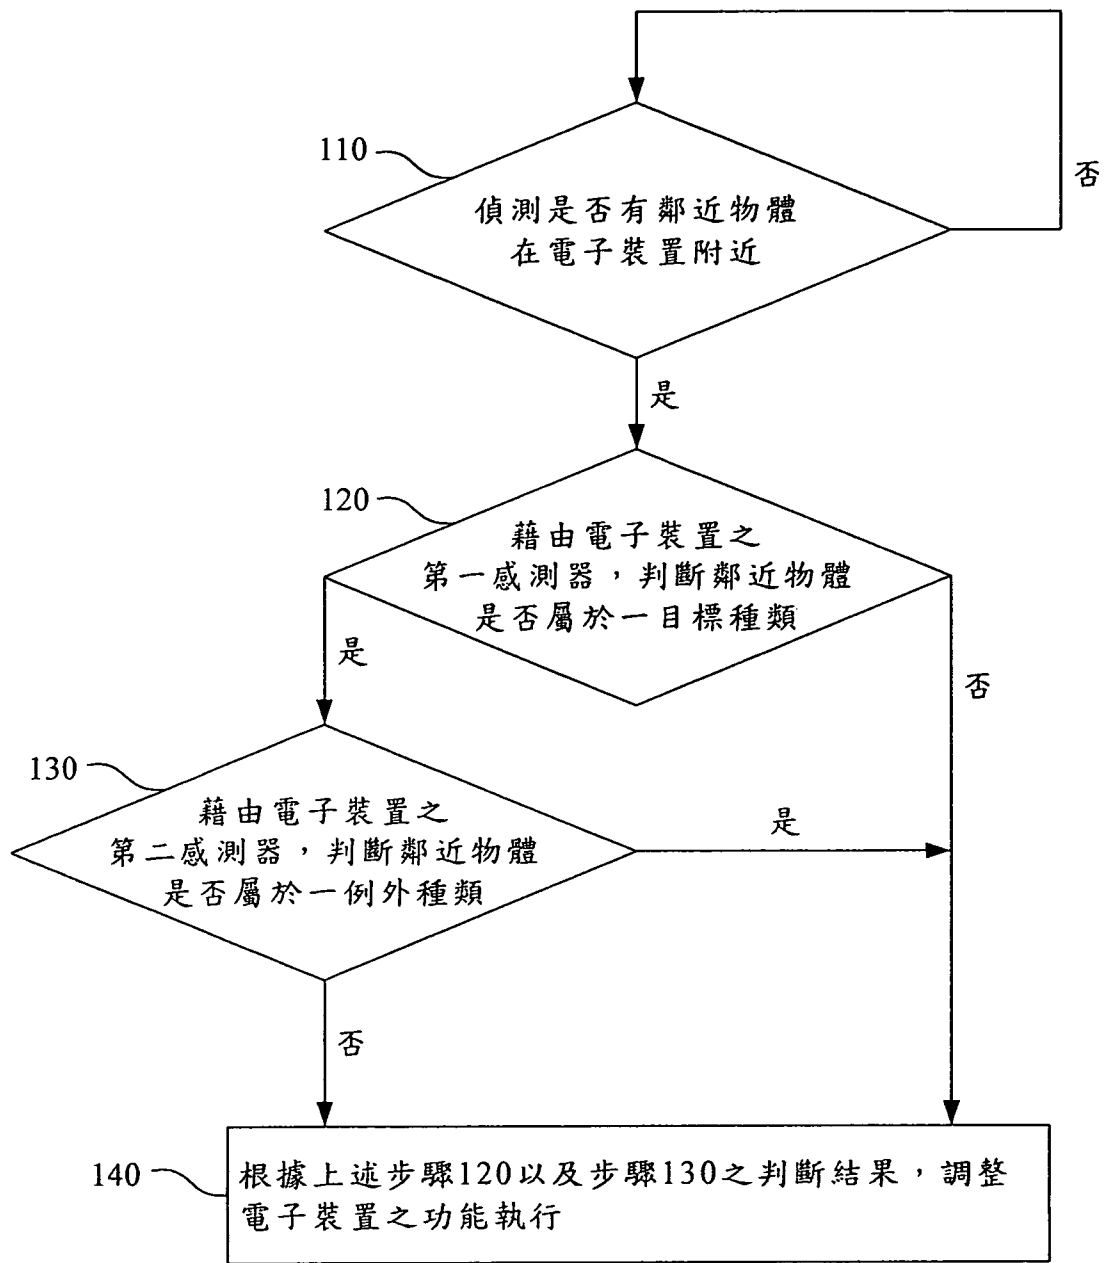 110
偵測是否有鄰近物體
在電子裝置附近
否
是
120
藉由電子裝置之
第一感測器，判斷鄰近物體
是否屬於一目標種類
是
否
130
藉由電子裝置之
第二感測器，判斷鄰近物體
是否屬於一例外種類
是
否
140
根據上述步驟120以及步驟130之判斷結果，調整
電子裝置之功能執行